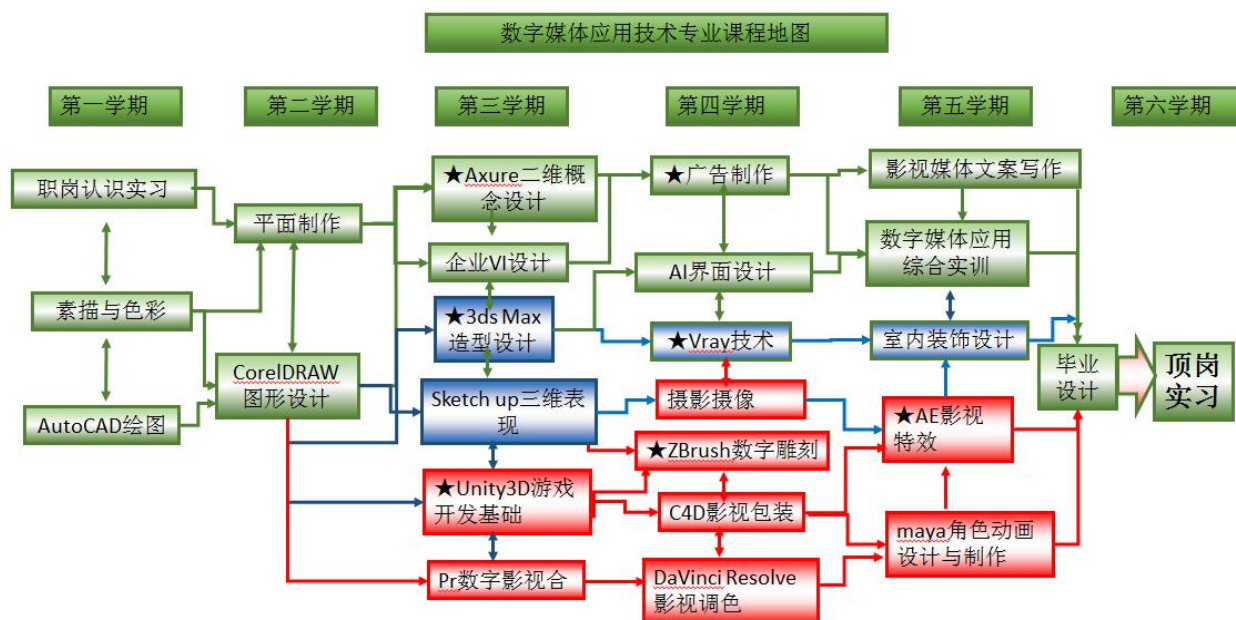 数字媒体应用技术专业课程地图
第一学期
第二学期
第三学期
第四学期
第五学期
第六学期
职岗认识实习
素描与色彩
AutoCAD绘图
平面制作
CorelDRAW
图形设计
★Axure二维概
念设计
企业VI设计
★3ds Max
造型设计
Sketch up三维表
现
★Unity3D游戏
开发基础
Pr数字影视合
★广告制作
AI界面设计
★Vray技术
摄影摄像
★ZBrush数字雕刻
C4D影视包装
DaVinci Resolve
影视调色
影视媒体文案写作
数字媒体应用
综合实训
室内装饰设计
★AE影视
特效
maya角色动画
设计与制作
毕业
设计
顶岗
实习